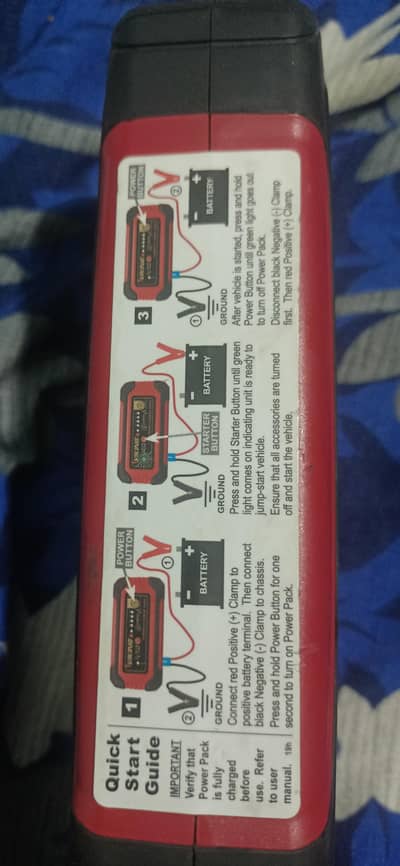 Quick
Start
Guide
IMPORTANT
Verify that
Power Pack
is fully
charged
before
use. Refer
to user
manual.
1
POWER
BUTTON
1
2
BATTERY
GROUND
Connect red Positive (+) Clamp to
positive battery terminal. Then connect
black Negative (-) Clamp to chassis.
Press and hold Power Button for one
second to turn on Power Pack.
2
BATTERY
STARTER
BUTTON
GROUND
Press and hold Starter Button until green
light comes on indicating unit is ready to
jump-start vehicle.
Ensure that all accessories are turned
off and start the vehicle.
3
POWER
BUTTON
2
1
BATTERY
GROUND
After vehicle is started, press and hold
Power Button until green light goes out
to turn off Power Pack.
Disconnect black Negative (-) Clamp
first. Then red Positive (+) Clamp.